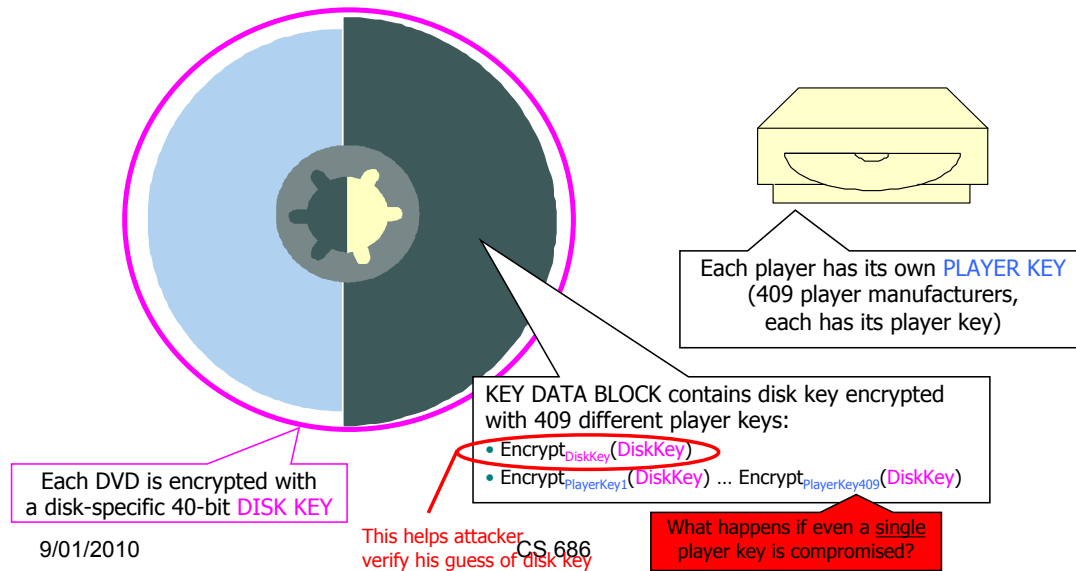 Each player has its own PLAYER KEY
(409 player manufacturers,
each has its player key)
KEY DATA BLOCK contains disk key encrypted
with 409 different player keys:
• EncryptDiskKey(DiskKey)
• EncryptPlayerKey1(DiskKey) … EncryptPlayerKey409(DiskKey)
Each DVD is encrypted with
a disk-specific 40-bit DISK KEY
This helps attacker
verify his guess of disk key
What happens if even a single
player key is compromised?
9/01/2010
CS 686